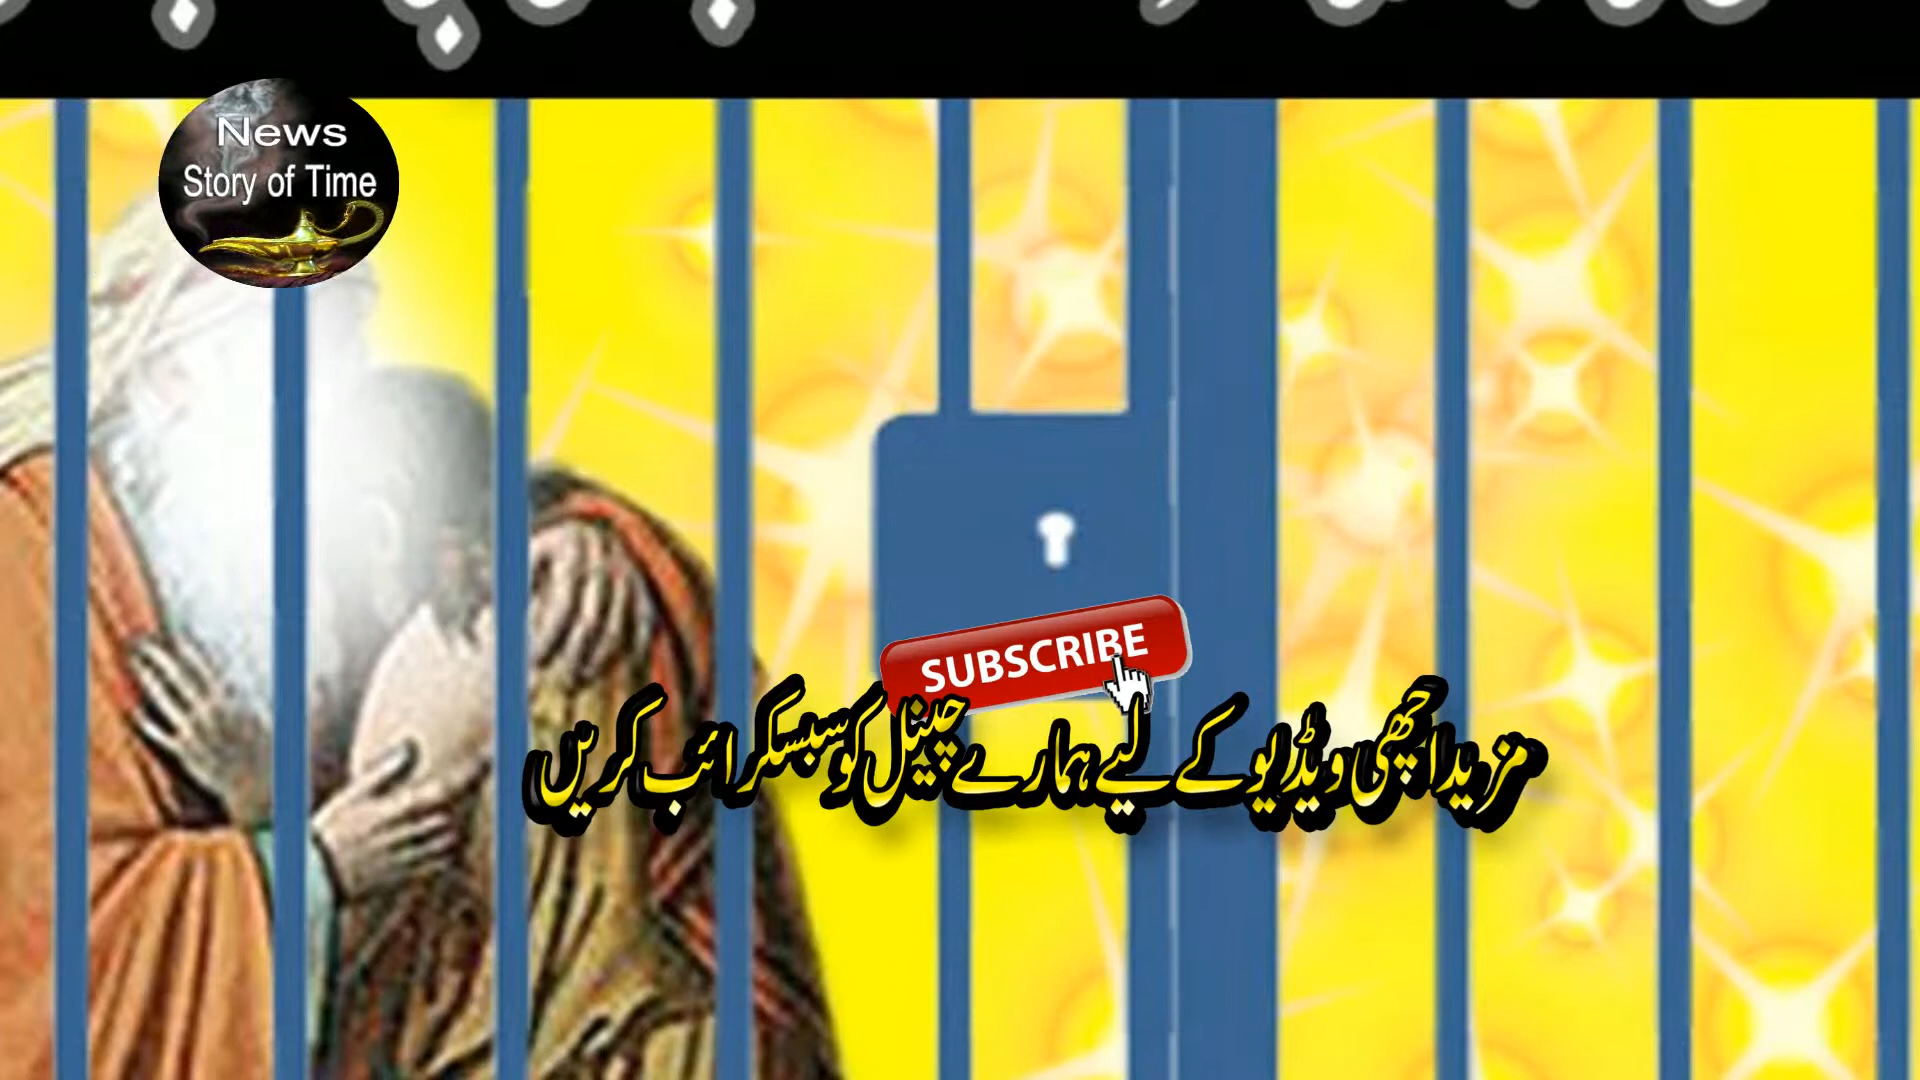 News
Story of Time
SUBSCRIBE
مزید اچھی ویڈیو کے لیے ہمارے چینل کو سبسکرائب کریں